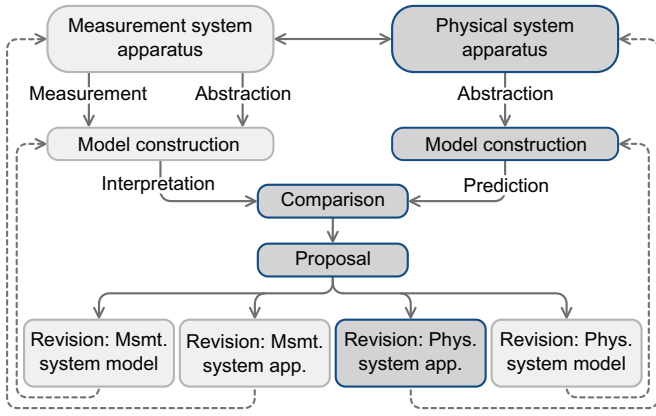 Measurement system
apparatus
Physical system
apparatus
Measurement
Abstraction
Abstraction
Model construction
Model construction
Interpretation
Prediction
Comparison
Proposal
Revision: Msmt.
system model
Revision: Msmt.
system app.
Revision: Phys.
system app.
Revision: Phys.
system model